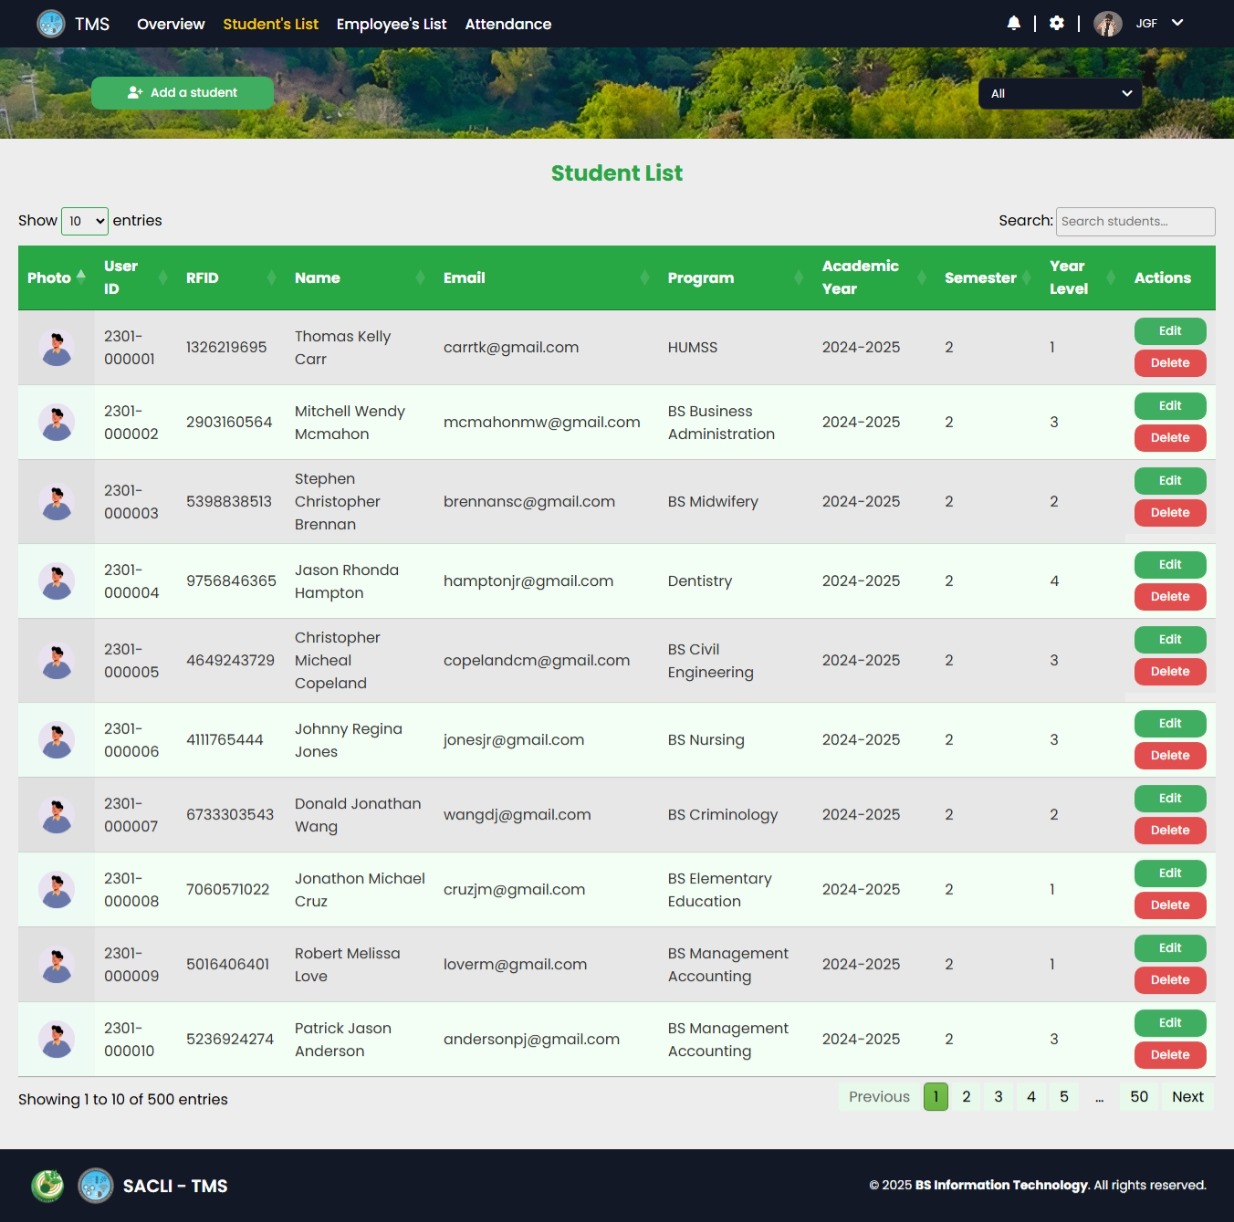 TMS Overview Student's List Employee's List Attendance | | JGF
Add a student All
Student List
Show 10 entries Search: Search students...
Photo User ID RFID Name Email Program Academic Year Semester Year Level Actions
2301-000001 1326219695 Thomas Kelly Carr carrtk@gmail.com HUMSS 2024-2025 2 1 Edit Delete
2301-000002 2903160564 Mitchell Wendy Mcmahon mcmahonmw@gmail.com BS Business Administration 2024-2025 2 3 Edit Delete
2301-000003 5398838513 Stephen Christopher Brennan brennansc@gmail.com BS Midwifery 2024-2025 2 2 Edit Delete
2301-000004 9756846365 Jason Rhonda Hampton hamptonjr@gmail.com Dentistry 2024-2025 2 4 Edit Delete
2301-000005 4649243729 Christopher Micheal Copeland copelandcm@gmail.com BS Civil Engineering 2024-2025 2 3 Edit Delete
2301-000006 4111765444 Johnny Regina Jones jonesjr@gmail.com BS Nursing 2024-2025 2 3 Edit Delete
2301-000007 6733303543 Donald Jonathan Wang wangdj@gmail.com BS Criminology 2024-2025 2 2 Edit Delete
2301-000008 7060571022 Jonathon Michael Cruz cruzjm@gmail.com BS Elementary Education 2024-2025 2 1 Edit Delete
2301-000009 5016406401 Robert Melissa Love loverm@gmail.com BS Management Accounting 2024-2025 2 1 Edit Delete
2301-000010 5236924274 Patrick Jason Anderson andersonpj@gmail.com BS Management Accounting 2024-2025 2 3 Edit Delete
Showing 1 to 10 of 500 entries Previous 1 2 3 4 5 … 50 Next
SACLI - TMS © 2025 BS Information Technology. All rights reserved.